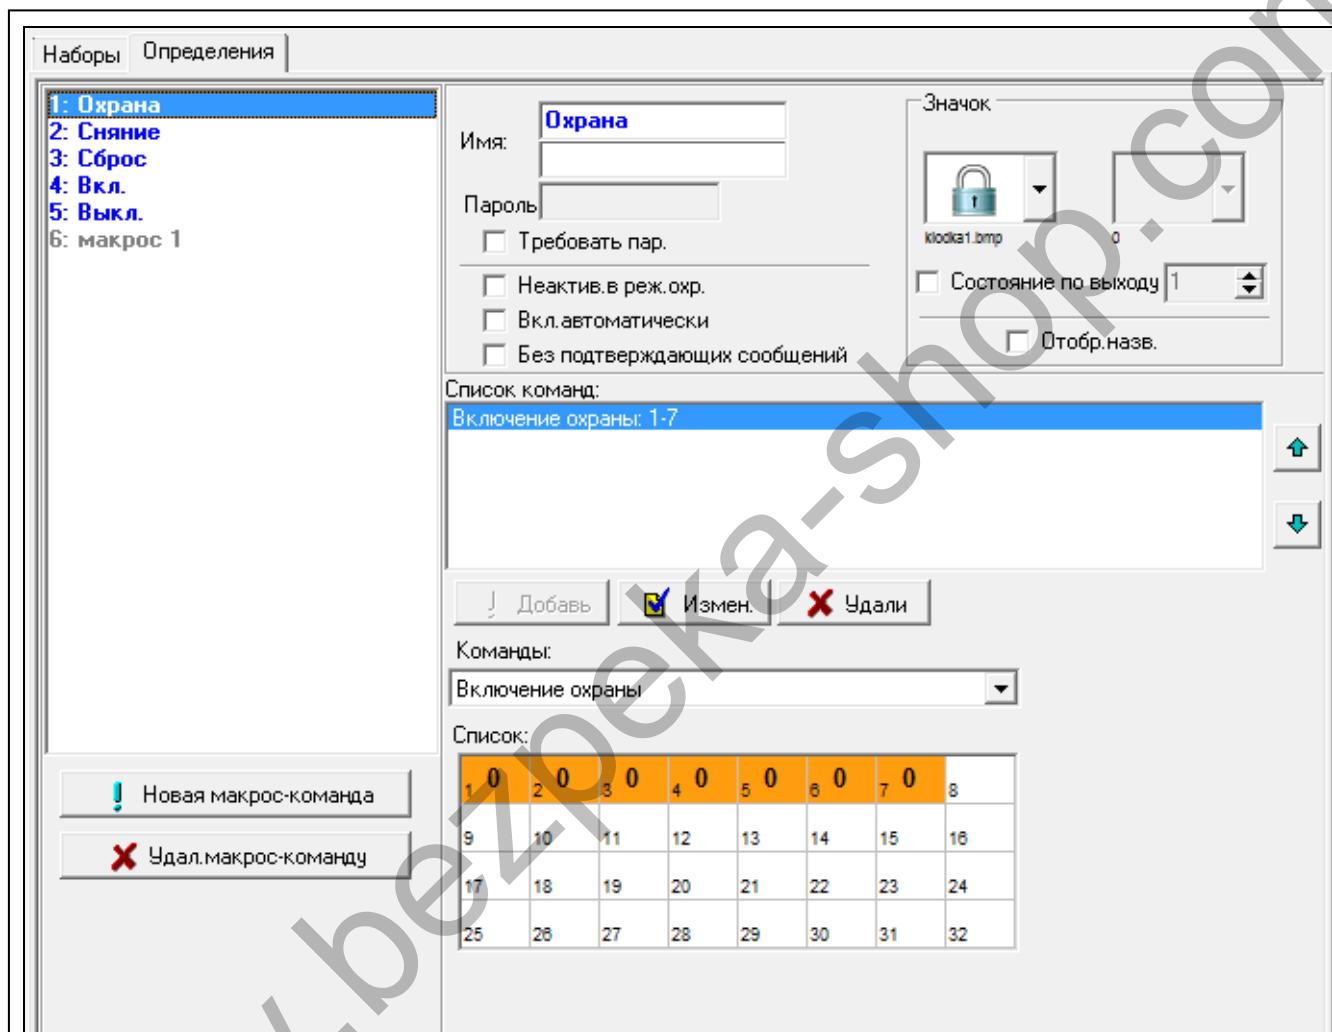 Наборы Определения
1: Охрана
2: Сняние
3: Сброс
4: Вкл.
5: Выкл.
6: макрос 1
Новая макрос-команда
Удал.макрос-команду
Имя: Охрана
Пароль
Требовать пар.
Неактив.в реж.охр.
Вкл.автоматически
Без подтверждающих сообщений
Значок
klodka1.bmp 0
Состояние по выходу 1
Отобр.назв.
Список команд:
Включение охраны: 1-7
Добавь Измен. Удали
Команды:
Включение охраны
Список:
1 0 2 0 3 0 4 0 5 0 6 0 7 0 8
9 10 11 12 13 14 15 16
17 18 19 20 21 22 23 24
25 26 27 28 29 30 31 32
.bezpeka-shop.com